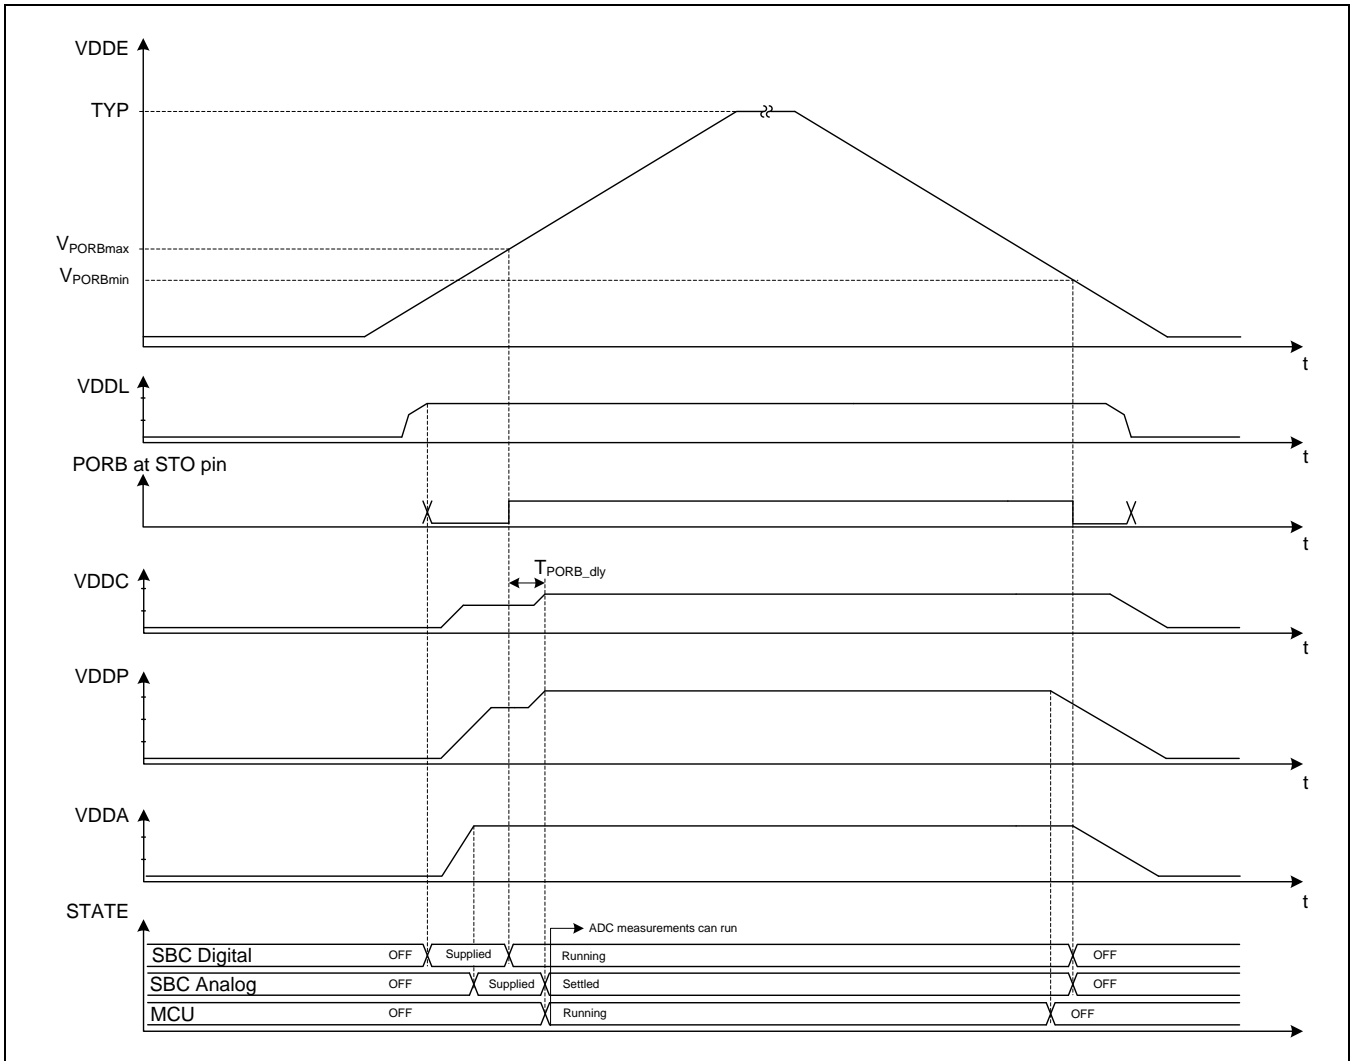 VDDE
TYP
VPORBmax
VPORBmin
t
VDDL
t
PORB at STO pin
t
TPORB_dly
VDDC
t
VDDP
t
VDDA
t
STATE
ADC measurements can run
SBC Digital OFF Supplied Running OFF
SBC Analog OFF Supplied Settled OFF
MCU OFF Running OFF